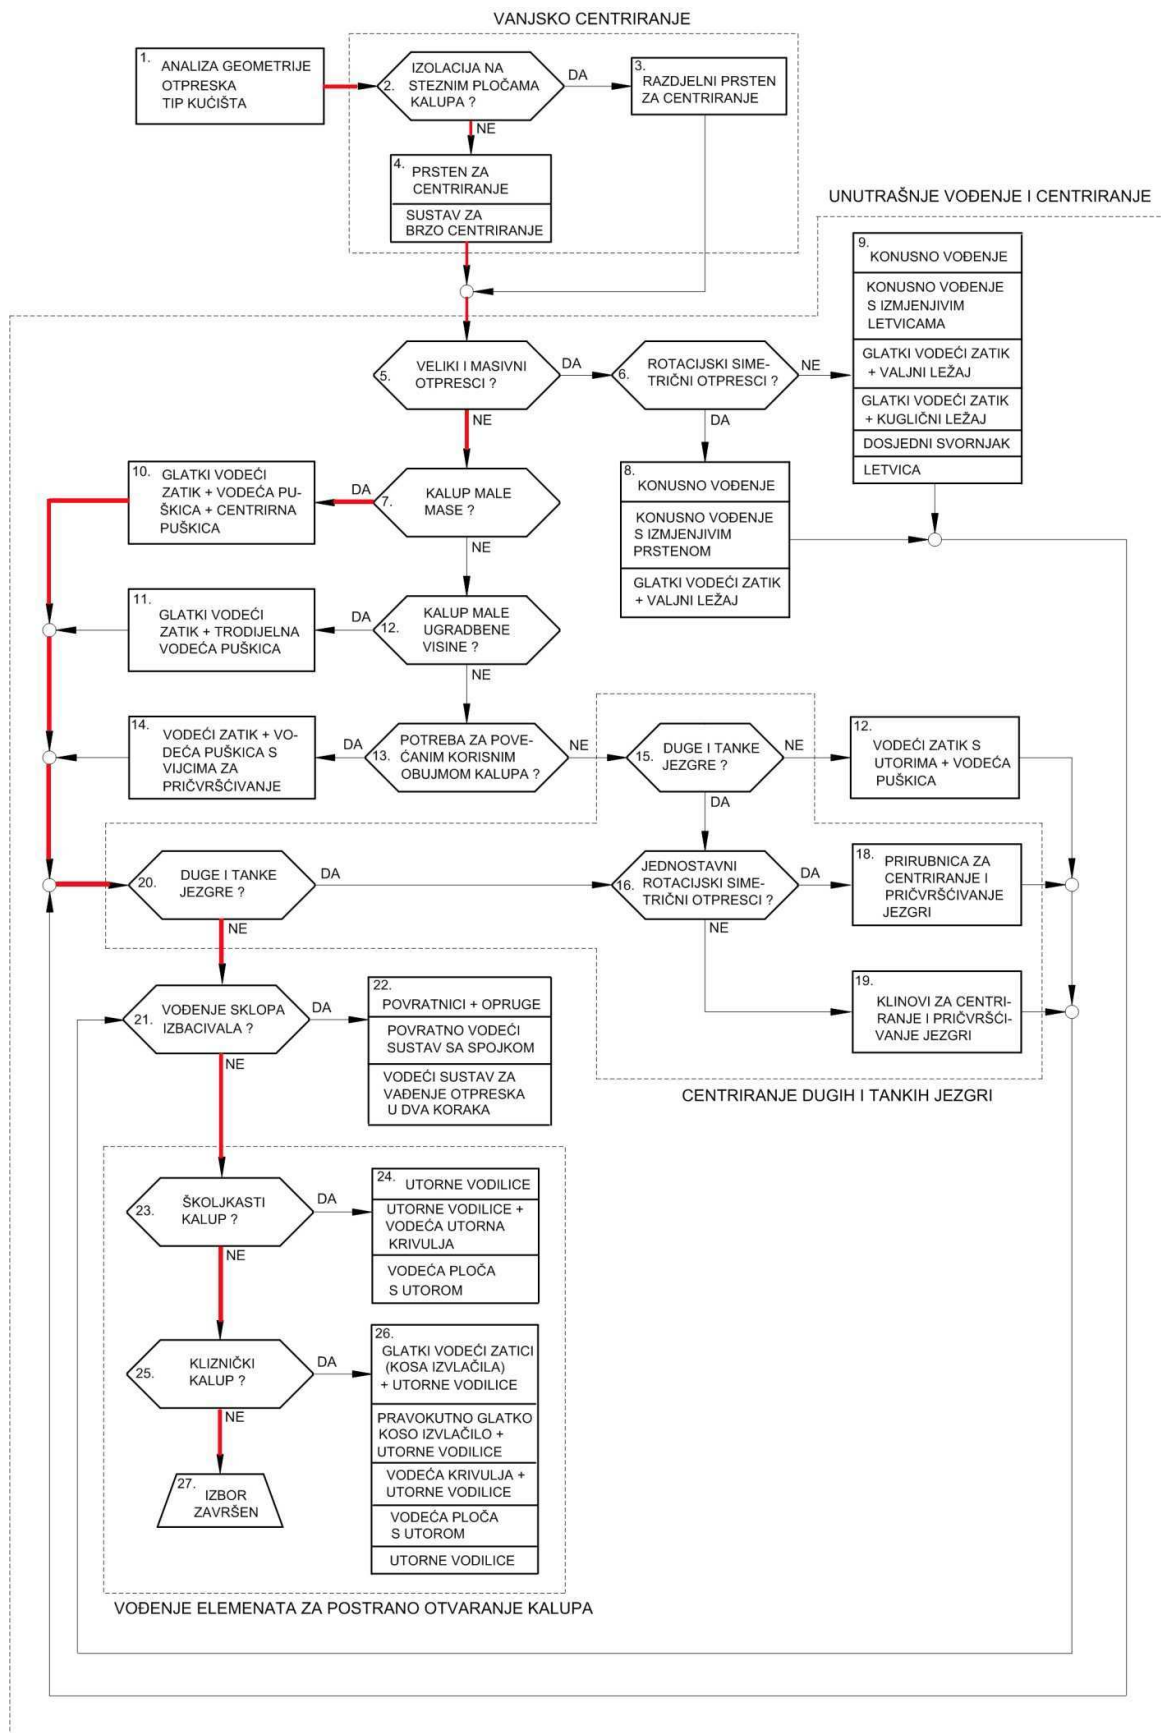 VANJSKO CENTRIRANJE
1. ANALIZA GEOMETRIJE
OTPRESKA
TIP KUĆIŠTA
IZOLACIJA NA
2. STEZNIM PLOČAMA
KALUPA ?
DA
3. RAZDJELNI PRSTEN
ZA CENTRIRANJE
NE
4. PRSTEN ZA
CENTRIRANJE
SUSTAV ZA
BRZO CENTRIRANJE
UNUTRAŠNJE VOĐENJE I CENTRIRANJE
5. VELIKI I MASIVNI
OTPRESCI ?
DA
NE
6. ROTACIJSKI SIME-
TRIČNI OTPRESCI ?
NE
DA
9.
KONUSNO VOĐENJE
KONUSNO VOĐENJE
S IZMJENJIVIM
LETVICAMA
GLATKI VODEĆI ZATIK
+ VALJNI LEŽAJ
GLATKI VODEĆI ZATIK
+ KUGLIČNI LEŽAJ
DOSJEDNI SVORNJAK
LETVICA
8.
KONUSNO VOĐENJE
KONUSNO VOĐENJE
S IZMJENJIVIM
PRSTENOM
GLATKI VODEĆI ZATIK
+ VALJNI LEŽAJ
7. KALUP MALE
MASE ?
DA
NE
10. GLATKI VODEĆI
ZATIK + VODEĆA PU-
ŠKICA + CENTRIRNA
PUŠKICA
12. KALUP MALE
UGRADBENE
VISINE ?
DA
NE
11.
GLATKI VODEĆI
ZATIK + TRODIJELNA
VODEĆA PUŠKICA
13. POTREBA ZA POVE-
ĆANIM KORISNIM
OBUJMOM KALUPA ?
DA
NE
14. VODEĆI ZATIK + VO-
DEĆA PUŠKICA S
VIJCIMA ZA
PRIČVRŠĆIVANJE
15. DUGE I TANKE
JEZGRE ?
NE
DA
12.
VODEĆI ZATIK S
UTORIMA + VODEĆA
PUŠKICA
20. DUGE I TANKE
JEZGRE ?
DA
NE
JEDNOSTAVNI
16. ROTACIJSKI SIME-
TRIČNI OTPRESCI ?
DA
NE
18. PRIRUBNICA ZA
CENTRIRANJE I
PRIČVRŠĆIVANJE
JEZGRI
19.
KLINOVI ZA CENTRI-
RANJE I PRIČVRŠĆI-
VANJE JEZGRI
CENTRIRANJE DUGIH I TANKIH JEZGRI
21. VOĐENJE SKLOPA
IZBACIVALA ?
DA
NE
22.
POVRATNICI + OPRUGE
POVRATNO VODEĆI
SUSTAV SA SPOJKOM
VODEĆI SUSTAV ZA
VAĐENJE OTPRESKA
U DVA KORAKA
23. ŠKOLJKASTI
KALUP ?
DA
NE
24. UTORNE VODILICE
UTORNE VODILICE +
VODEĆA UTORNA
KRIVULJA
VODEĆA PLOČA
S UTOROM
25. KLIZNIČKI
KALUP ?
DA
NE
26.
GLATKI VODEĆI ZATICI
(KOSA IZVLAČILA)
+ UTORNE VODILICE
PRAVOKUTNO GLATKO
KOSO IZVLAČILO +
UTORNE VODILICE
VODEĆA KRIVULJA +
UTORNE VODILICE
VODEĆA PLOČA
S UTOROM
UTORNE VODILICE
27. IZBOR
ZAVRŠEN
VOĐENJE ELEMENATA ZA POSTRANO OTVARANJE KALUPA